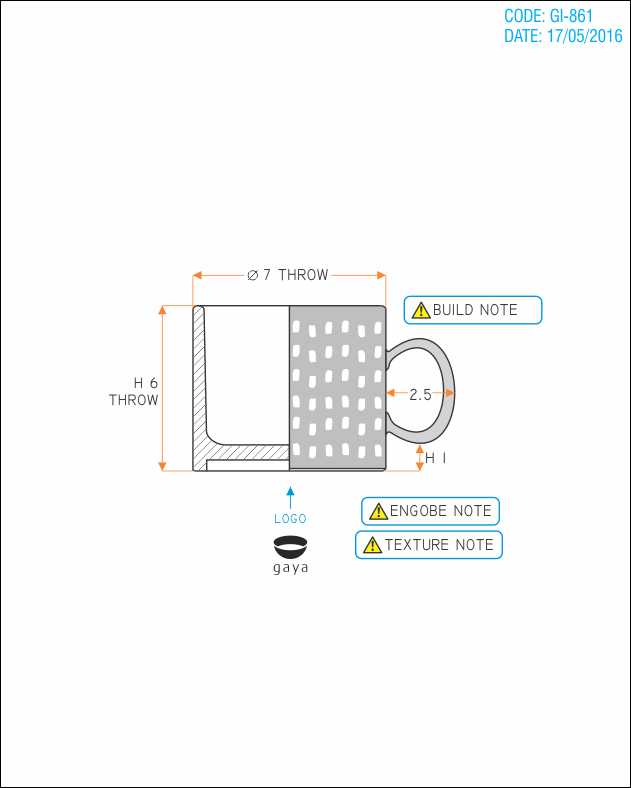 CODE: GI-861
DATE: 17/05/2016
⌀ 7 THROW
BUILD NOTE
H 6
THROW
2.5
H 1
ENGOBE NOTE
LOGO
TEXTURE NOTE
gaya